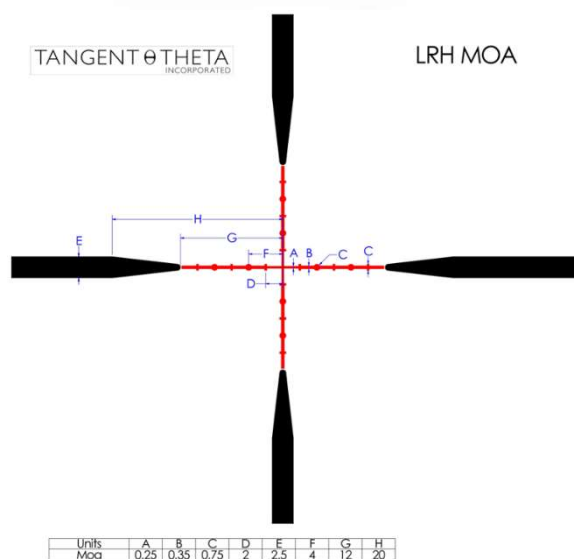 TANGENT θ THETA
INCORPORATED
LRH MOA
H
E
G
F
A
B
C
C
D
Units A B C D E F G H
Moa 0.25 0.35 0.75 2 2.5 4 12 20